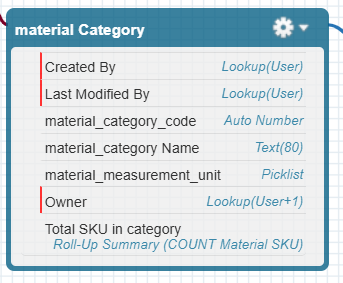 material Category
Created By Lookup(User)
Last Modified By Lookup(User)
material_category_code Auto Number
material_category Name Text(80)
material_measurement_unit Picklist
Owner Lookup(User+1)
Total SKU in category
Roll-Up Summary (COUNT Material SKU)